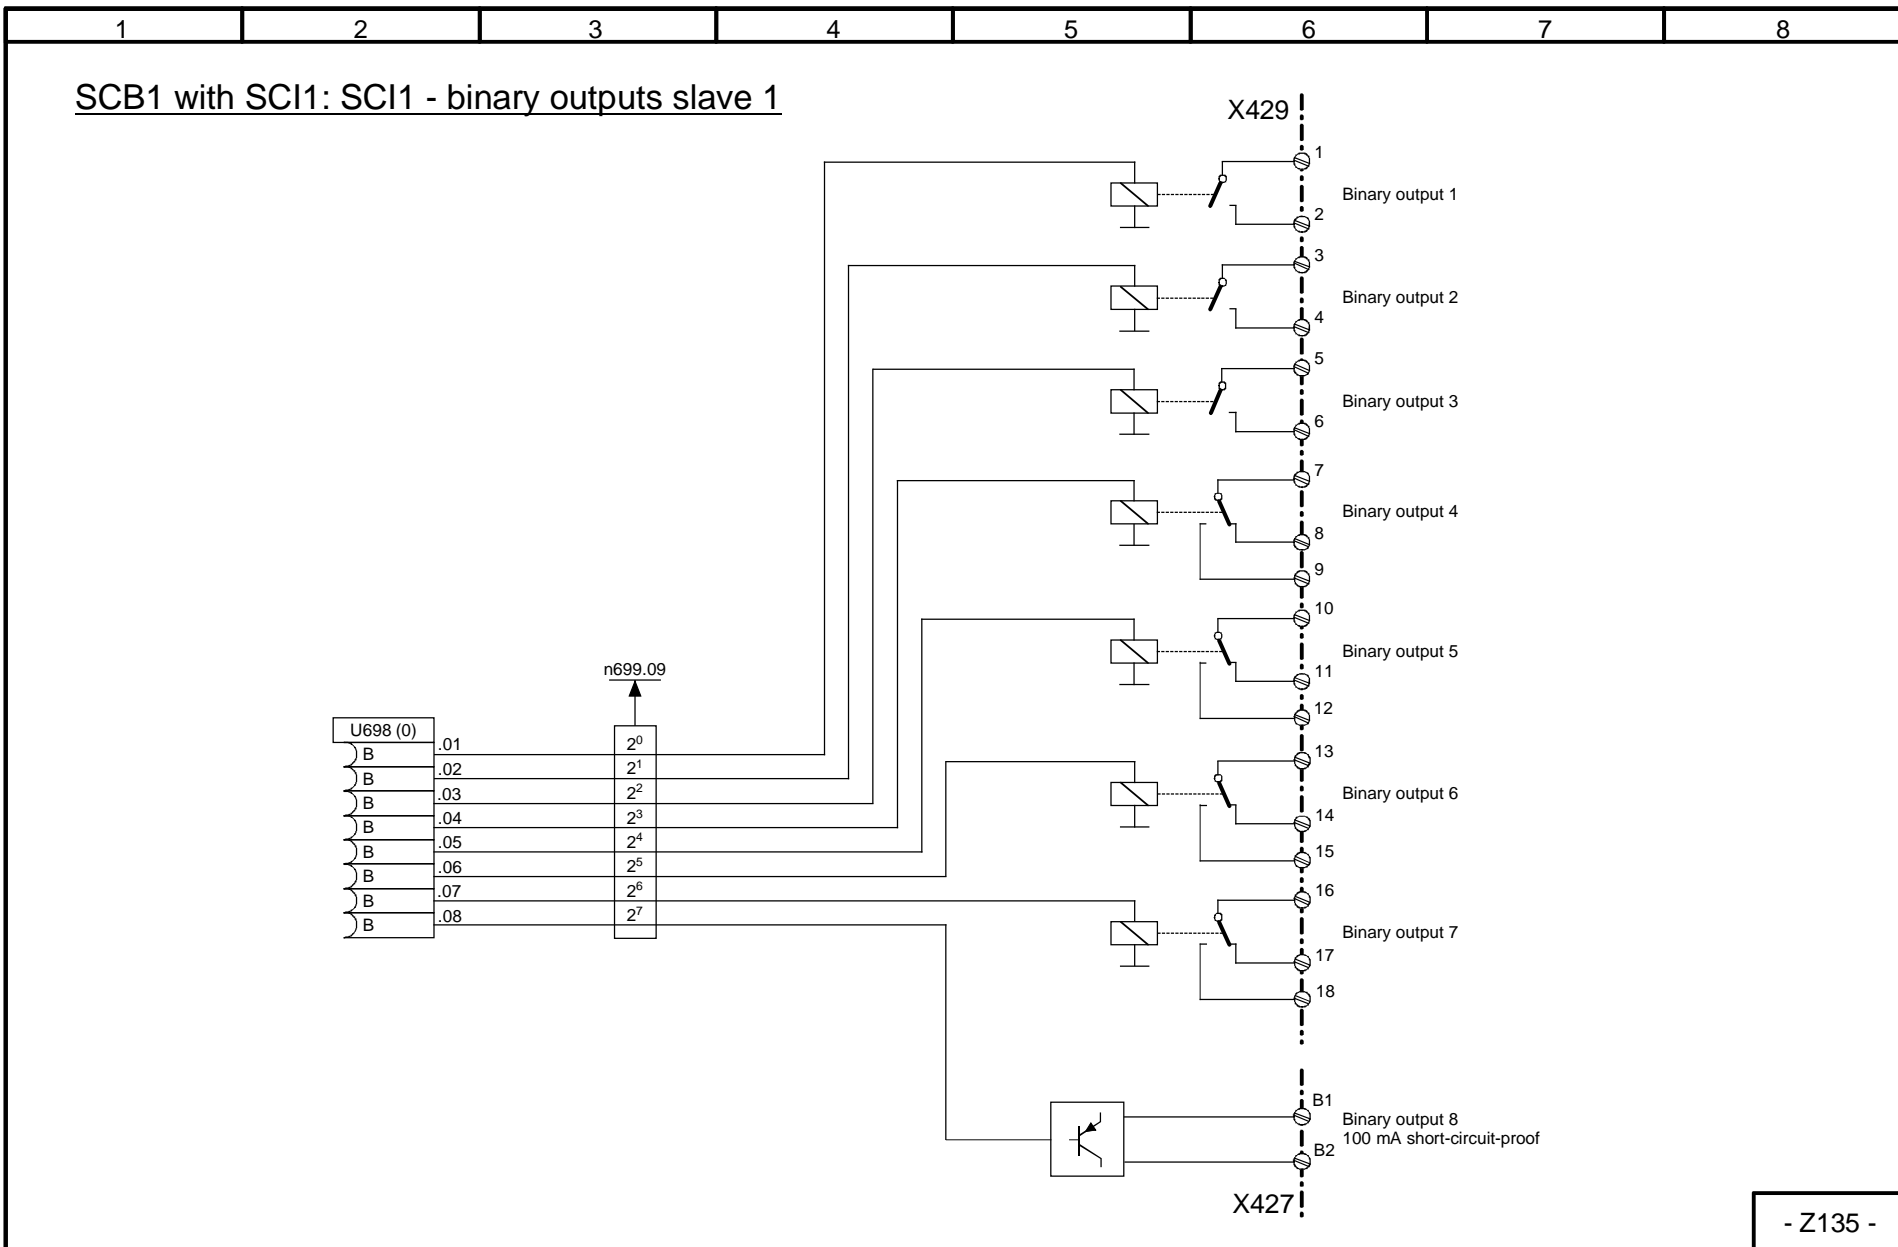 1 2 3 4 5 6 7 8
SCB1 with SCI1: SCI1 - binary outputs slave 1
X429
1
Binary output 1
2
3
Binary output 2
4
5
Binary output 3
6
7
Binary output 4
8
9
10
Binary output 5
11
12
13
Binary output 6
14
15
16
Binary output 7
17
18
n699.09
U698 (0)
B .01 2⁰
B .02 2¹
B .03 2²
B .04 2³
B .05 2⁴
B .06 2⁵
B .07 2⁶
B .08 2⁷
B1
Binary output 8
100 mA short-circuit-proof
B2
X427
- Z135 -